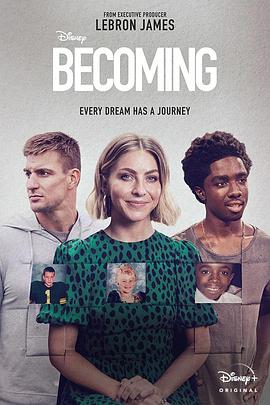 FROM EXECUTIVE PRODUCER
LEBRON JAMES
Disney
BECOMING
EVERY DREAM HAS A JOURNEY
Disney+
ORIGINAL